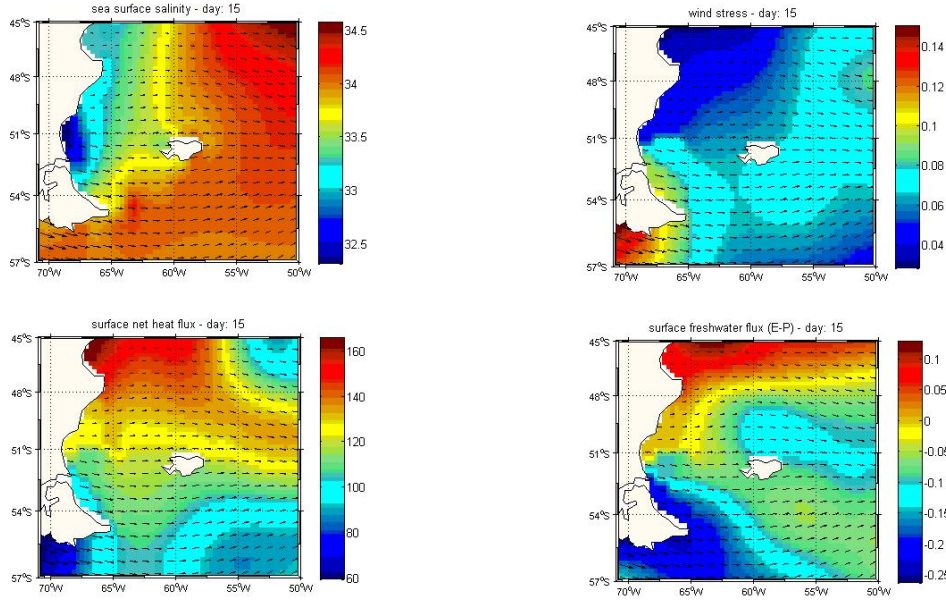 sea surface salinity - day: 15
45°S
48°S
51°S
54°S
57°S
70°W
65°W
60°W
55°W
50°W
34.5
34
33.5
33
32.5
wind stress - day: 15
45°S
48°S
51°S
54°S
57°S
70°W
65°W
60°W
55°W
50°W
0.14
0.12
0.1
0.08
0.06
0.04
surface net heat flux - day: 15
45°S
48°S
51°S
54°S
57°S
70°W
65°W
60°W
55°W
50°W
160
140
120
100
80
60
surface freshwater flux (E-P) - day: 15
45°S
48°S
51°S
54°S
57°S
70°W
65°W
60°W
55°W
50°W
0.1
0.05
0
-0.05
-0.1
-0.15
-0.2
-0.25